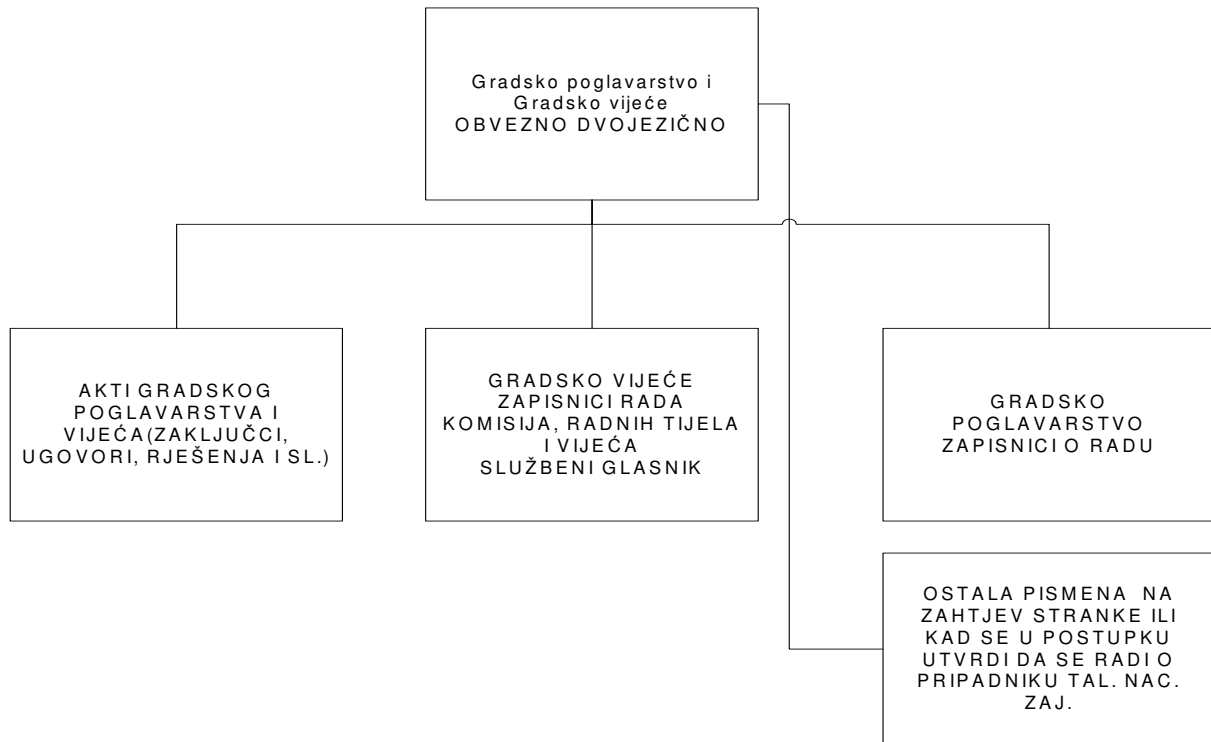 Gradsko poglavarstvo i
Gradsko vijeće
OBVEZNO DVOJEZIČNO
AKTI GRADSKOG
POGLAVARSTVA I
VIJEĆA(ZAKLJUČCI,
UGOVORI, RJEŠENJA I SL.)
GRADSKO VIJEĆE
ZAPISNICI RADA
KOMISIJA, RADNIH TIJELA
I VIJEĆA
SLUŽBENI GLASNIK
GRADSKO
POGLAVARSTVO
ZAPISNICI O RADU
OSTALA PISMENA NA
ZAHTJEV STRANKE ILI
KAD SE U POSTUPKU
UTVRDI DA SE RADI O
PRIPADNIKU TAL. NAC.
ZAJ.